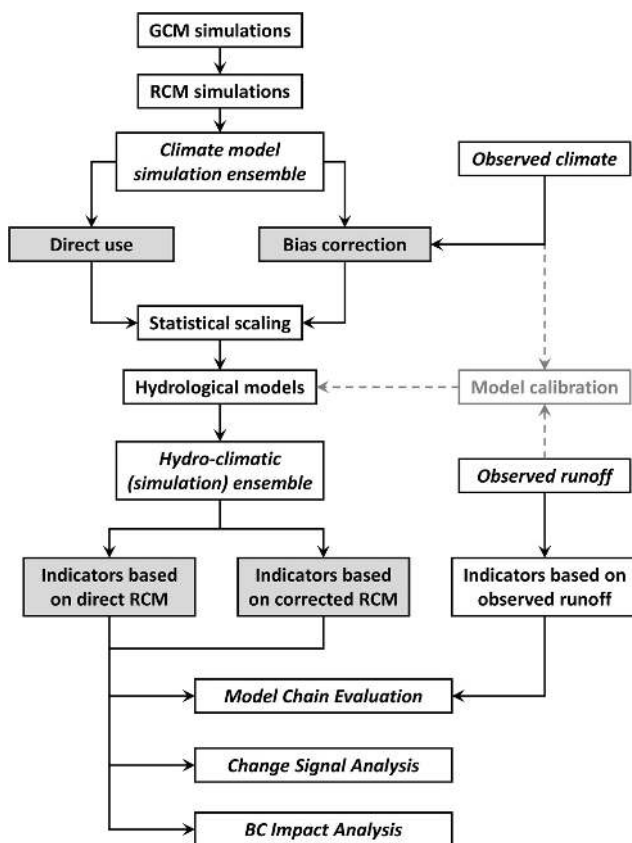 GCM simulations
RCM simulations
Climate model
simulation ensemble
Observed climate
Direct use
Bias correction
Statistical scaling
Hydrological models
Model calibration
Hydro-climatic
(simulation) ensemble
Observed runoff
Indicators based
on direct RCM
Indicators based
on corrected RCM
Indicators based on
observed runoff
Model Chain Evaluation
Change Signal Analysis
BC Impact Analysis